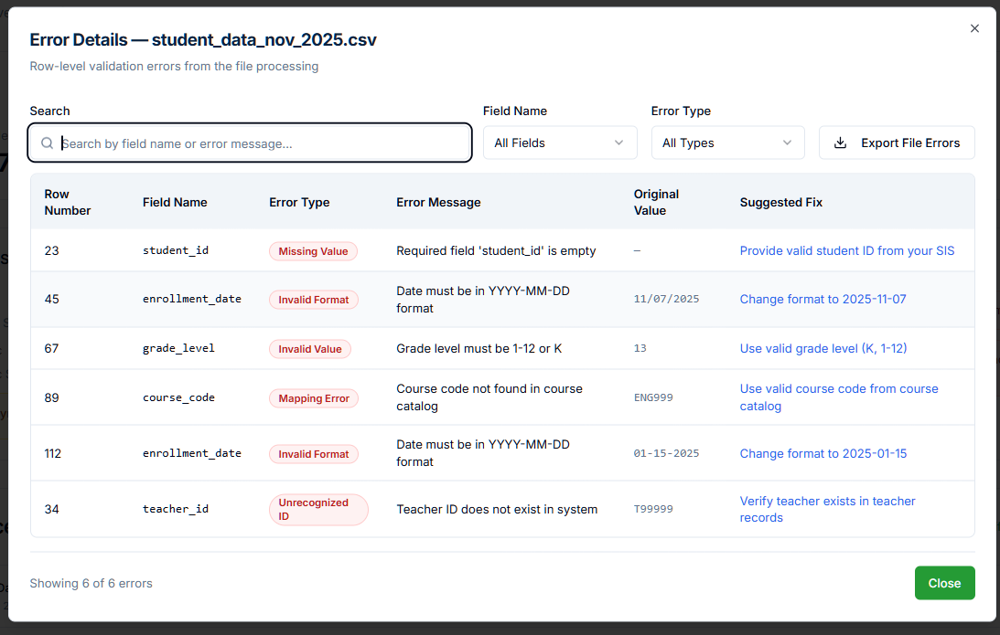 Error Details — student_data_nov_2025.csv
Row-level validation errors from the file processing
Search
Field Name
Error Type
Search by field name or error message...
All Fields
All Types
Export File Errors
Row Number
Field Name
Error Type
Error Message
Original Value
Suggested Fix
23
student_id
Missing Value
Required field 'student_id' is empty
—
Provide valid student ID from your SIS
45
enrollment_date
Invalid Format
Date must be in YYYY-MM-DD
format
11/07/2025
Change format to 2025-11-07
67
grade_level
Invalid Value
Grade level must be 1-12 or K
13
Use valid grade level (K, 1-12)
89
course_code
Mapping Error
Course code not found in course
catalog
ENG999
Use valid course code from course
catalog
112
enrollment_date
Invalid Format
Date must be in YYYY-MM-DD
format
01-15-2025
Change format to 2025-01-15
34
teacher_id
Unrecognized
ID
Teacher ID does not exist in system
T99999
Verify teacher exists in teacher
records
Showing 6 of 6 errors
Close